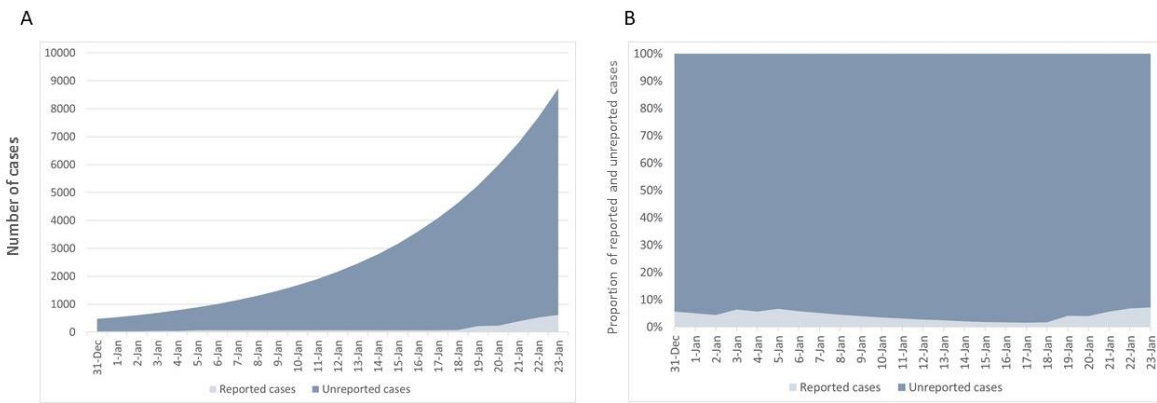 A
Number of cases
10000
9000
8000
7000
6000
5000
4000
3000
2000
1000
0
31-Dec
1-Jan
2-Jan
3-Jan
4-Jan
5-Jan
6-Jan
7-Jan
8-Jan
9-Jan
10-Jan
11-Jan
12-Jan
13-Jan
14-Jan
15-Jan
16-Jan
17-Jan
18-Jan
19-Jan
20-Jan
21-Jan
22-Jan
23-Jan
Reported cases
Unreported cases
B
Proportion of reported and unreported cases
100%
90%
80%
70%
60%
50%
40%
30%
20%
10%
0%
31-Dec
1-Jan
2-Jan
3-Jan
4-Jan
5-Jan
6-Jan
7-Jan
8-Jan
9-Jan
10-Jan
11-Jan
12-Jan
13-Jan
14-Jan
15-Jan
16-Jan
17-Jan
18-Jan
19-Jan
20-Jan
21-Jan
22-Jan
23-Jan
Reported cases
Unreported cases